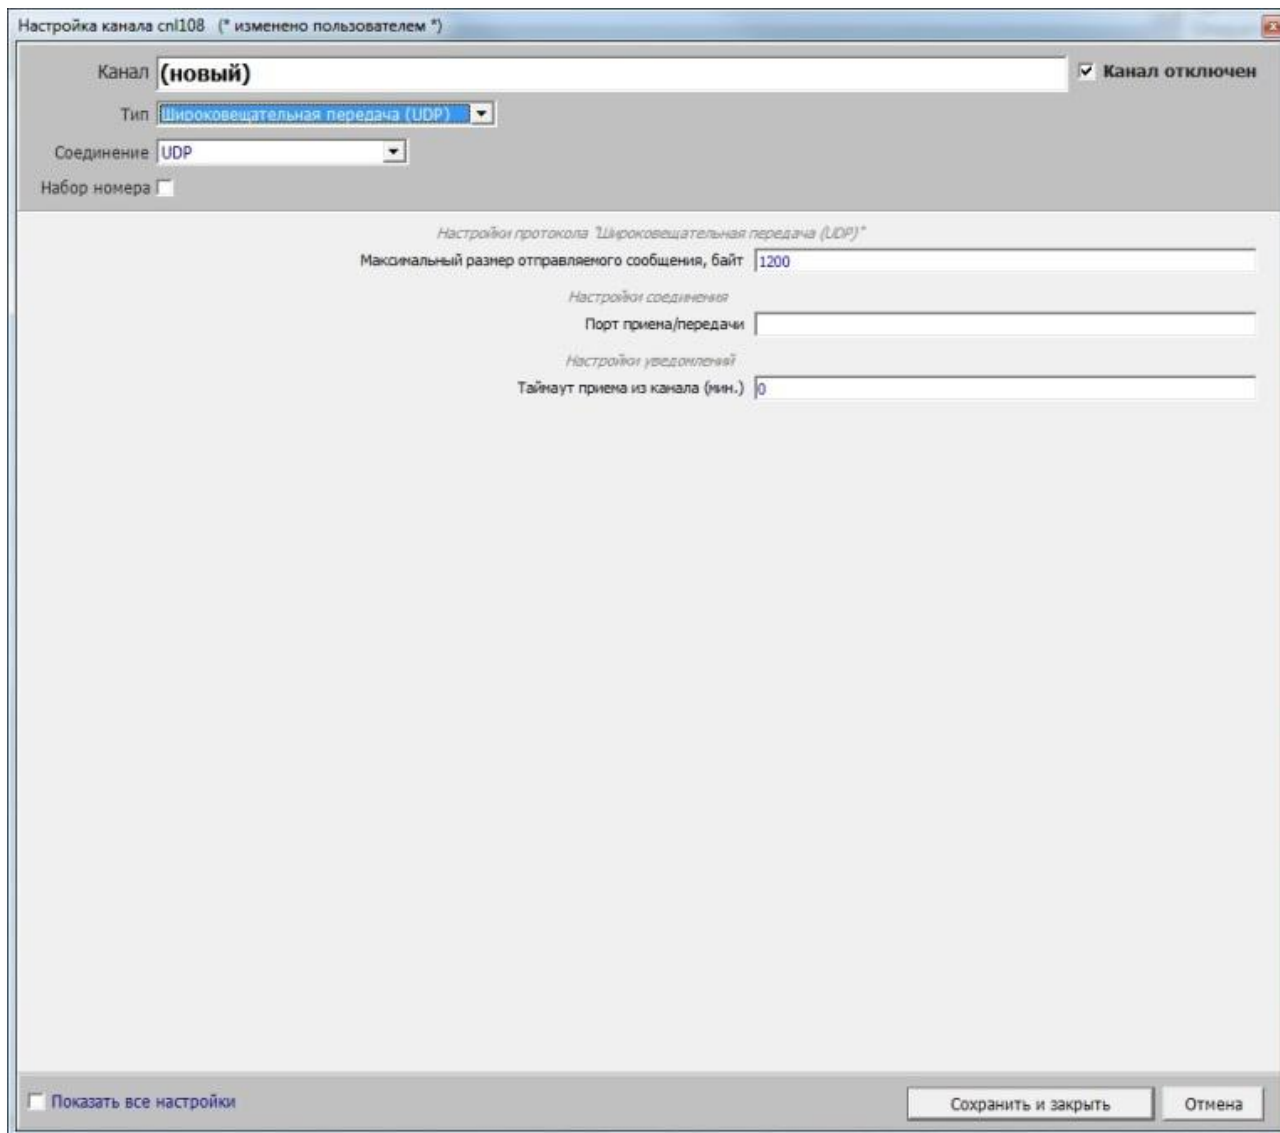 Настройка канала cnl108 (* изменено пользователем *)
Канал (новый) Канал отключен
Тип Широковещательная передача (UDP)
Соединение UDP
Набор номера
Настройки протокола "Широковещательная передача (UDP)"
Максимальный размер отправляемого сообщения, байт 1200
Настройки соединения
Порт приема/передачи
Настройки уведомлений
Таймаут приема из канала (мин.) 0
Показать все настройки Сохранить и закрыть Отмена